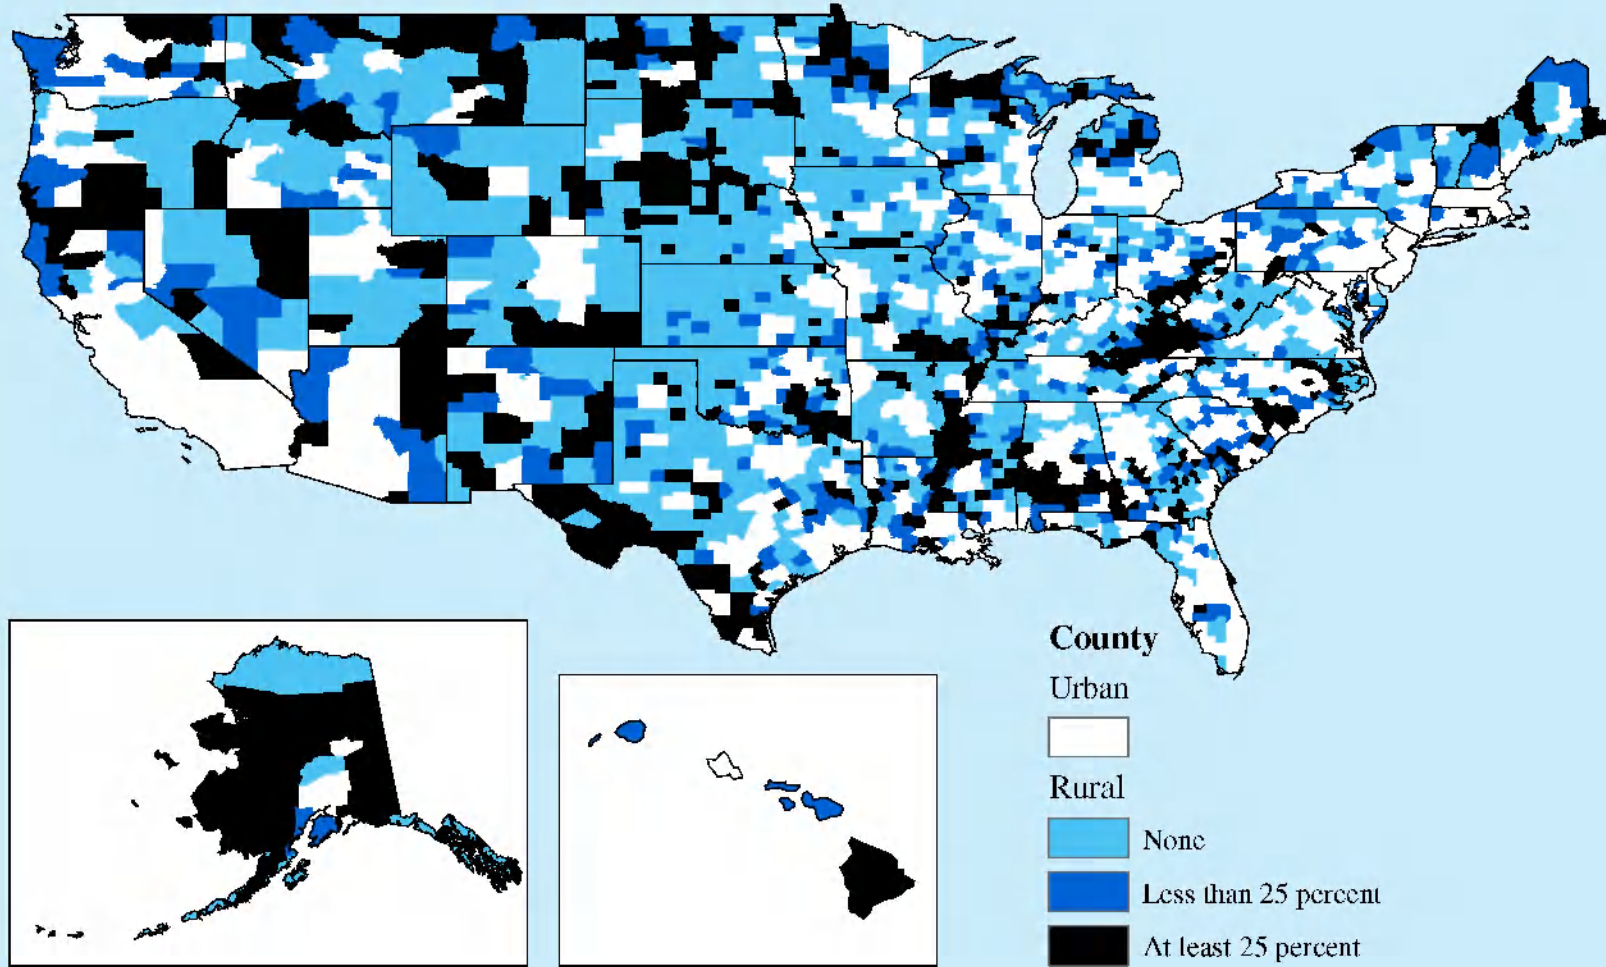 County
Urban
Rural
None
Less than 25 percent
At least 25 percent